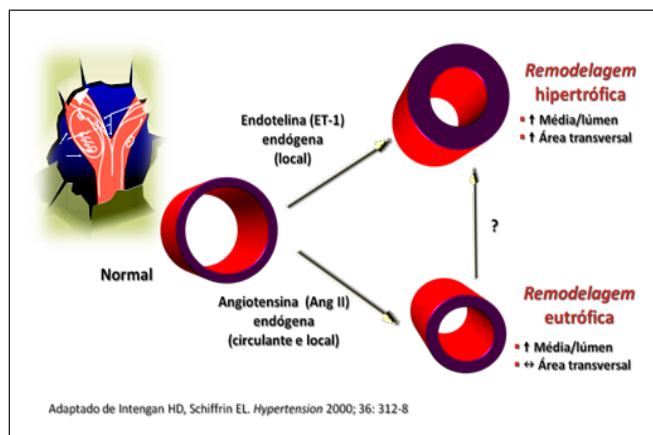 Remodelagem
hipertrófica
↑ Média/lúmen
↑ Área transversal
Endotelina (ET-1)
endógena
(local)
?
Normal
Angiotensina (Ang II)
endógena
(circulante e local)
Remodelagem
eutrófica
↑ Média/lúmen
↔ Área transversal
Adaptado de Intengan HD, Schiffrin EL. Hypertension 2000; 36: 312-8